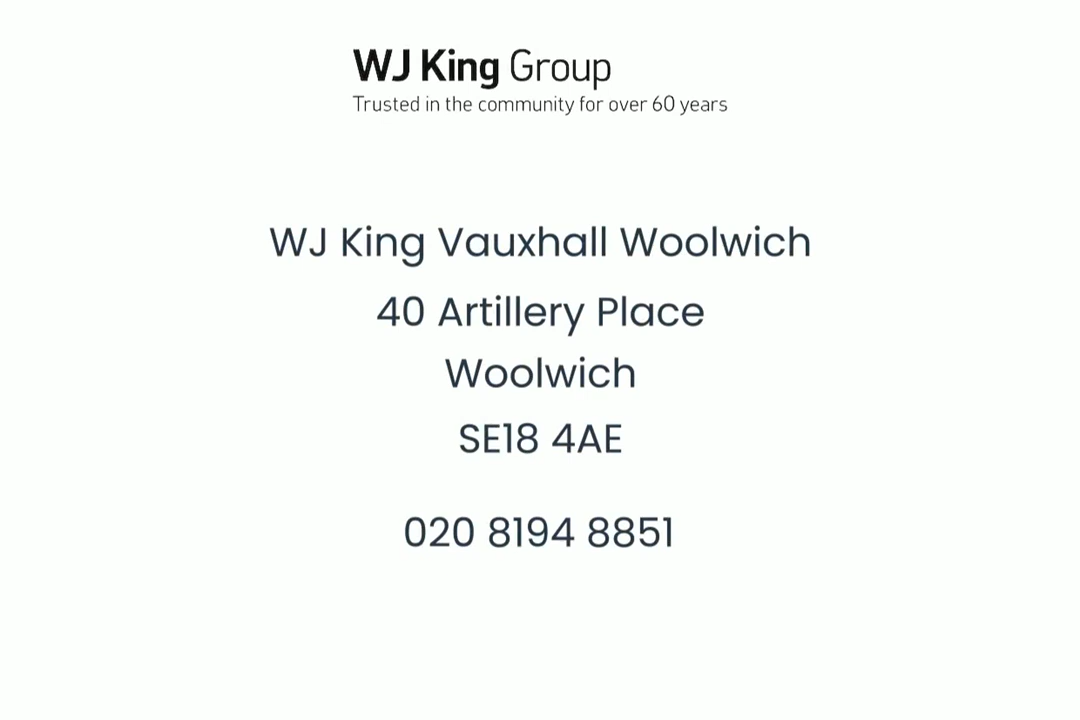 WJ King Group
Trusted in the community for over 60 years
WJ King Vauxhall Woolwich
40 Artillery Place
Woolwich
SE18 4AE
020 8194 8851